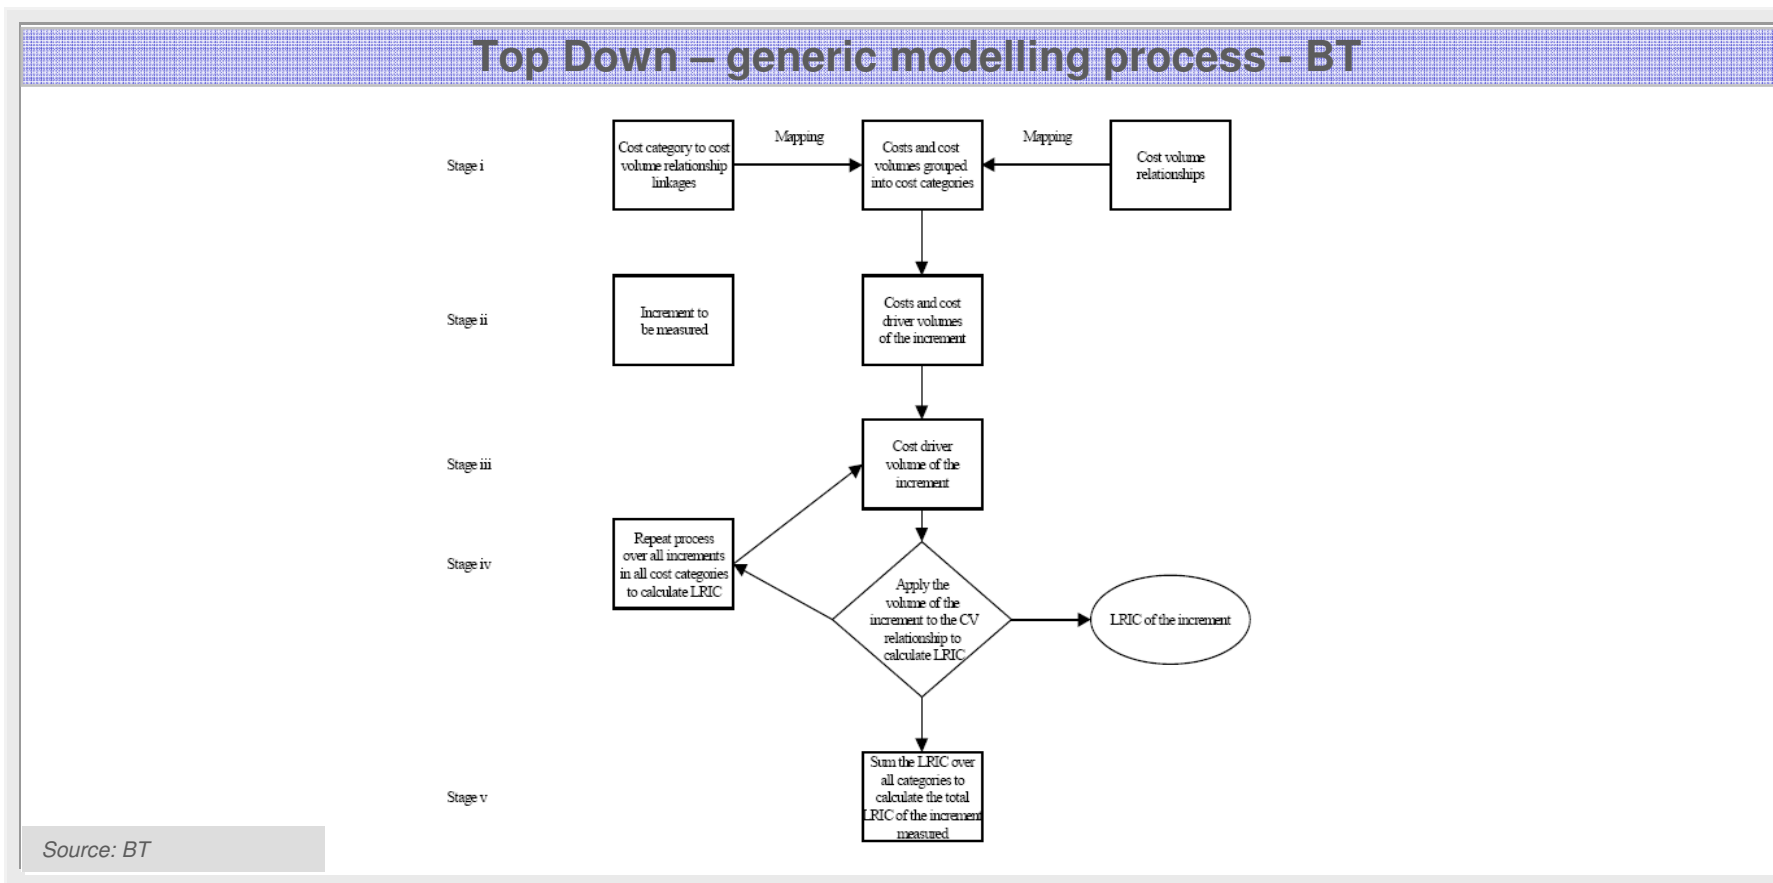 Top Down – generic modelling process - BT
Stage i
Cost category to cost
volume relationship
linkages
Mapping
Costs and cost
volumes grouped
into cost categories
Mapping
Cost volume
relationships
Stage ii
Increment to
be measured
Costs and cost
driver volumes
of the increment
Stage iii
Cost driver
volume of the
increment
Stage iv
Repeat process
over all increments
in all cost categories
to calculate LRIC
Apply the
volume of the
increment to the CV
relationship to
calculate LRIC
LRIC of the increment
Stage v
Sum the LRIC over
all categories to
calculate the total
LRIC of the increment
measured
Source: BT